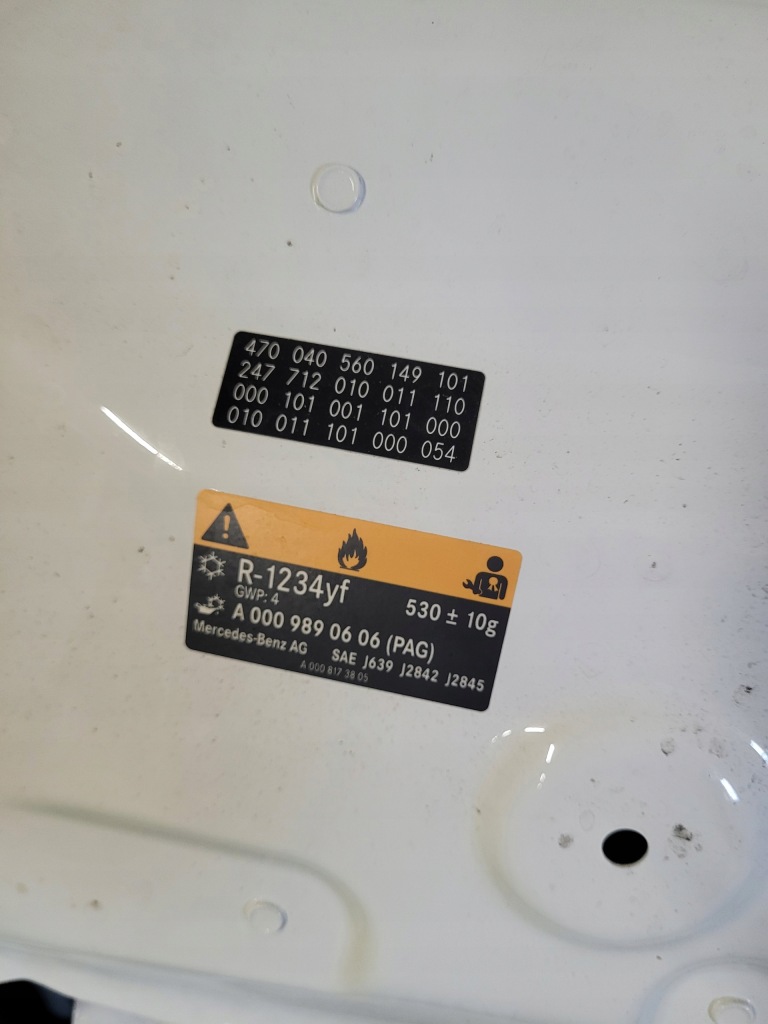 470 040 560 149 101
247 712 010 011 110
000 101 001 101 000
010 011 101 000 054
R-1234yf
GWP: 4
530 ± 10g
A 000 989 06 06 (PAG)
Mercedes-Benz AG SAE J639 J2842 J2845
A 000 817 38 05